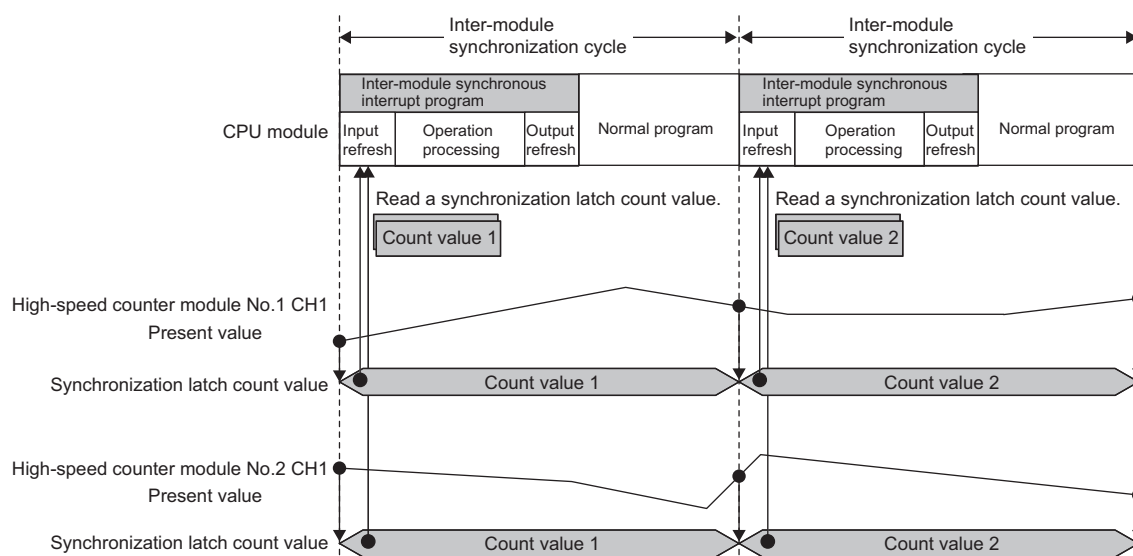 Inter-module
synchronization cycle
Inter-module
synchronization cycle
Inter-module synchronous
interrupt program
Inter-module synchronous
interrupt program
CPU module
Input
refresh
Operation
processing
Output
refresh
Normal program
Input
refresh
Operation
processing
Output
refresh
Normal program
Read a synchronization latch count value.
Read a synchronization latch count value.
Count value 1
Count value 2
High-speed counter module No.1 CH1
Present value
Synchronization latch count value
Count value 1
Count value 2
High-speed counter module No.2 CH1
Present value
Synchronization latch count value
Count value 1
Count value 2